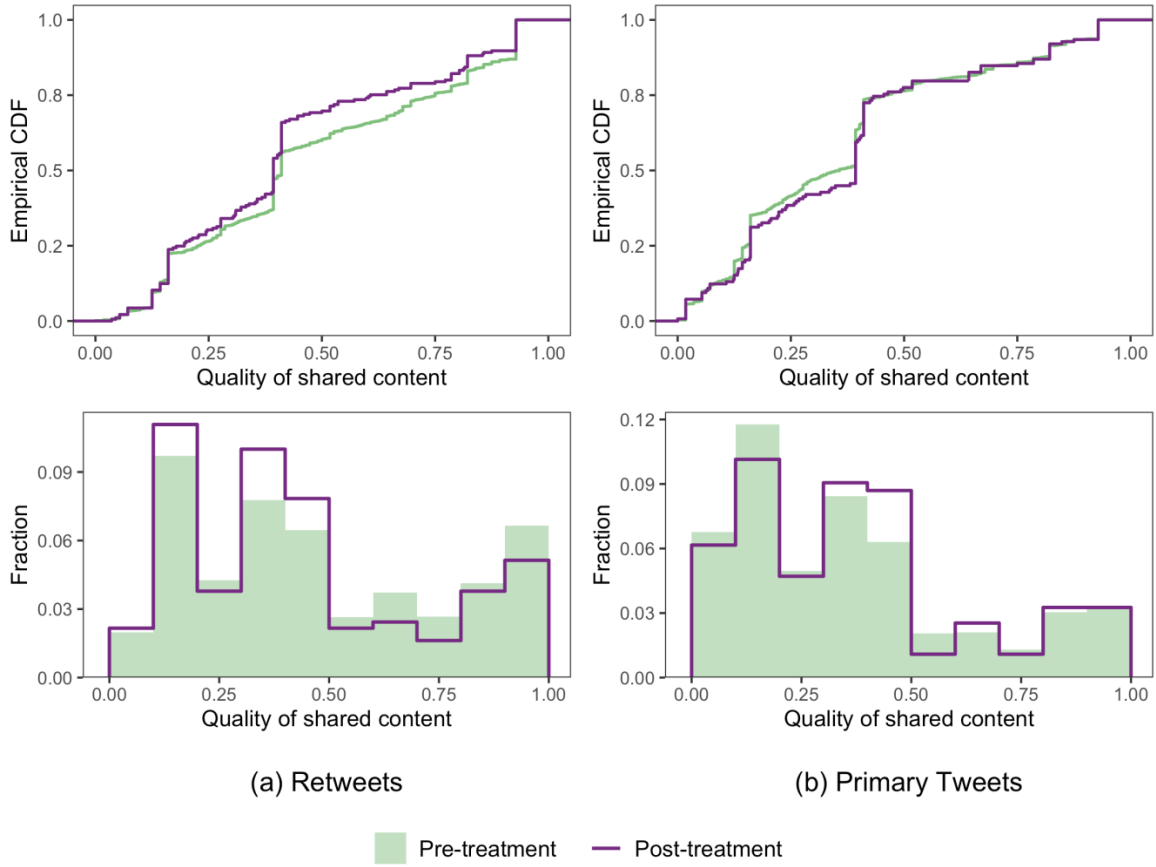 1.0
0.8
0.5
0.2
0.0
Empirical CDF
0.00 0.25 0.50 0.75 1.00
Quality of shared content
1.0
0.8
0.5
0.2
0.0
Empirical CDF
0.00 0.25 0.50 0.75 1.00
Quality of shared content
0.09
0.06
0.03
0.00
Fraction
0.00 0.25 0.50 0.75 1.00
Quality of shared content
0.12
0.09
0.06
0.03
0.00
Fraction
0.00 0.25 0.50 0.75 1.00
Quality of shared content
(a) Retweets
(b) Primary Tweets
Pre-treatment Post-treatment